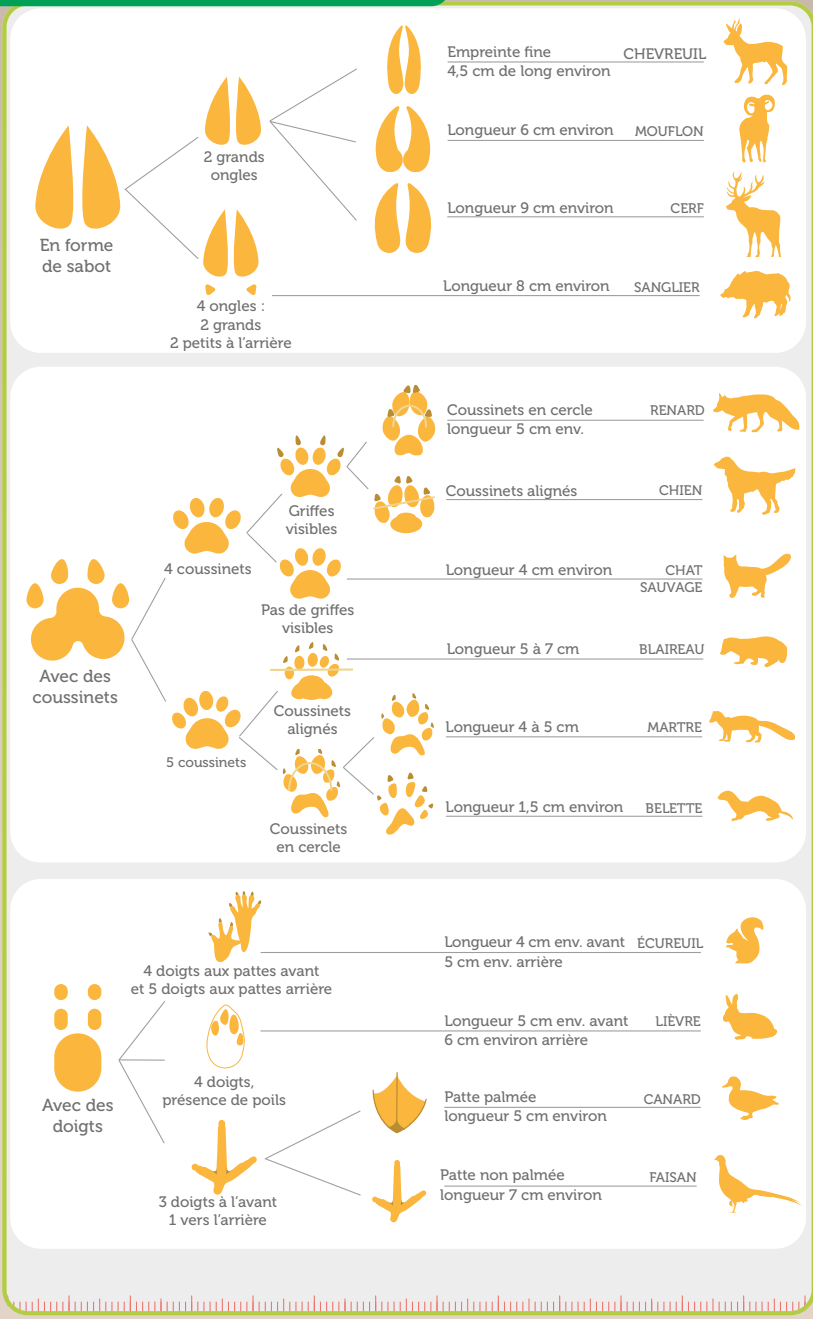 Empreinte fine CHEVREUIL
4,5 cm de long environ
Longueur 6 cm environ MOUFLON
2 grands
ongles
Longueur 9 cm environ CERF
En forme
de sabot
Longueur 8 cm environ SANGLIER
4 ongles :
2 grands
2 petits à l'arrière
Coussinets en cercle RENARD
longueur 5 cm env.
Coussinets alignés CHIEN
Griffes
visibles
4 coussinets
Longueur 4 cm environ CHAT
SAUVAGE
Pas de griffes
visibles
Longueur 5 à 7 cm BLAIREAU
Avec des
coussinets
Coussinets
alignés
Longueur 4 à 5 cm MARTRE
5 coussinets
Longueur 1,5 cm environ BELETTE
Coussinets
en cercle
Longueur 4 cm env. avant ÉCUREUIL
5 cm env. arrière
4 doigts aux pattes avant
et 5 doigts aux pattes arrière
Longueur 5 cm env. avant LIÈVRE
6 cm environ arrière
4 doigts,
présence de poils
Avec des
doigts
Patte palmée CANARD
longueur 5 cm environ
Patte non palmée FAISAN
longueur 7 cm environ
3 doigts à l'avant
1 vers l'arrière